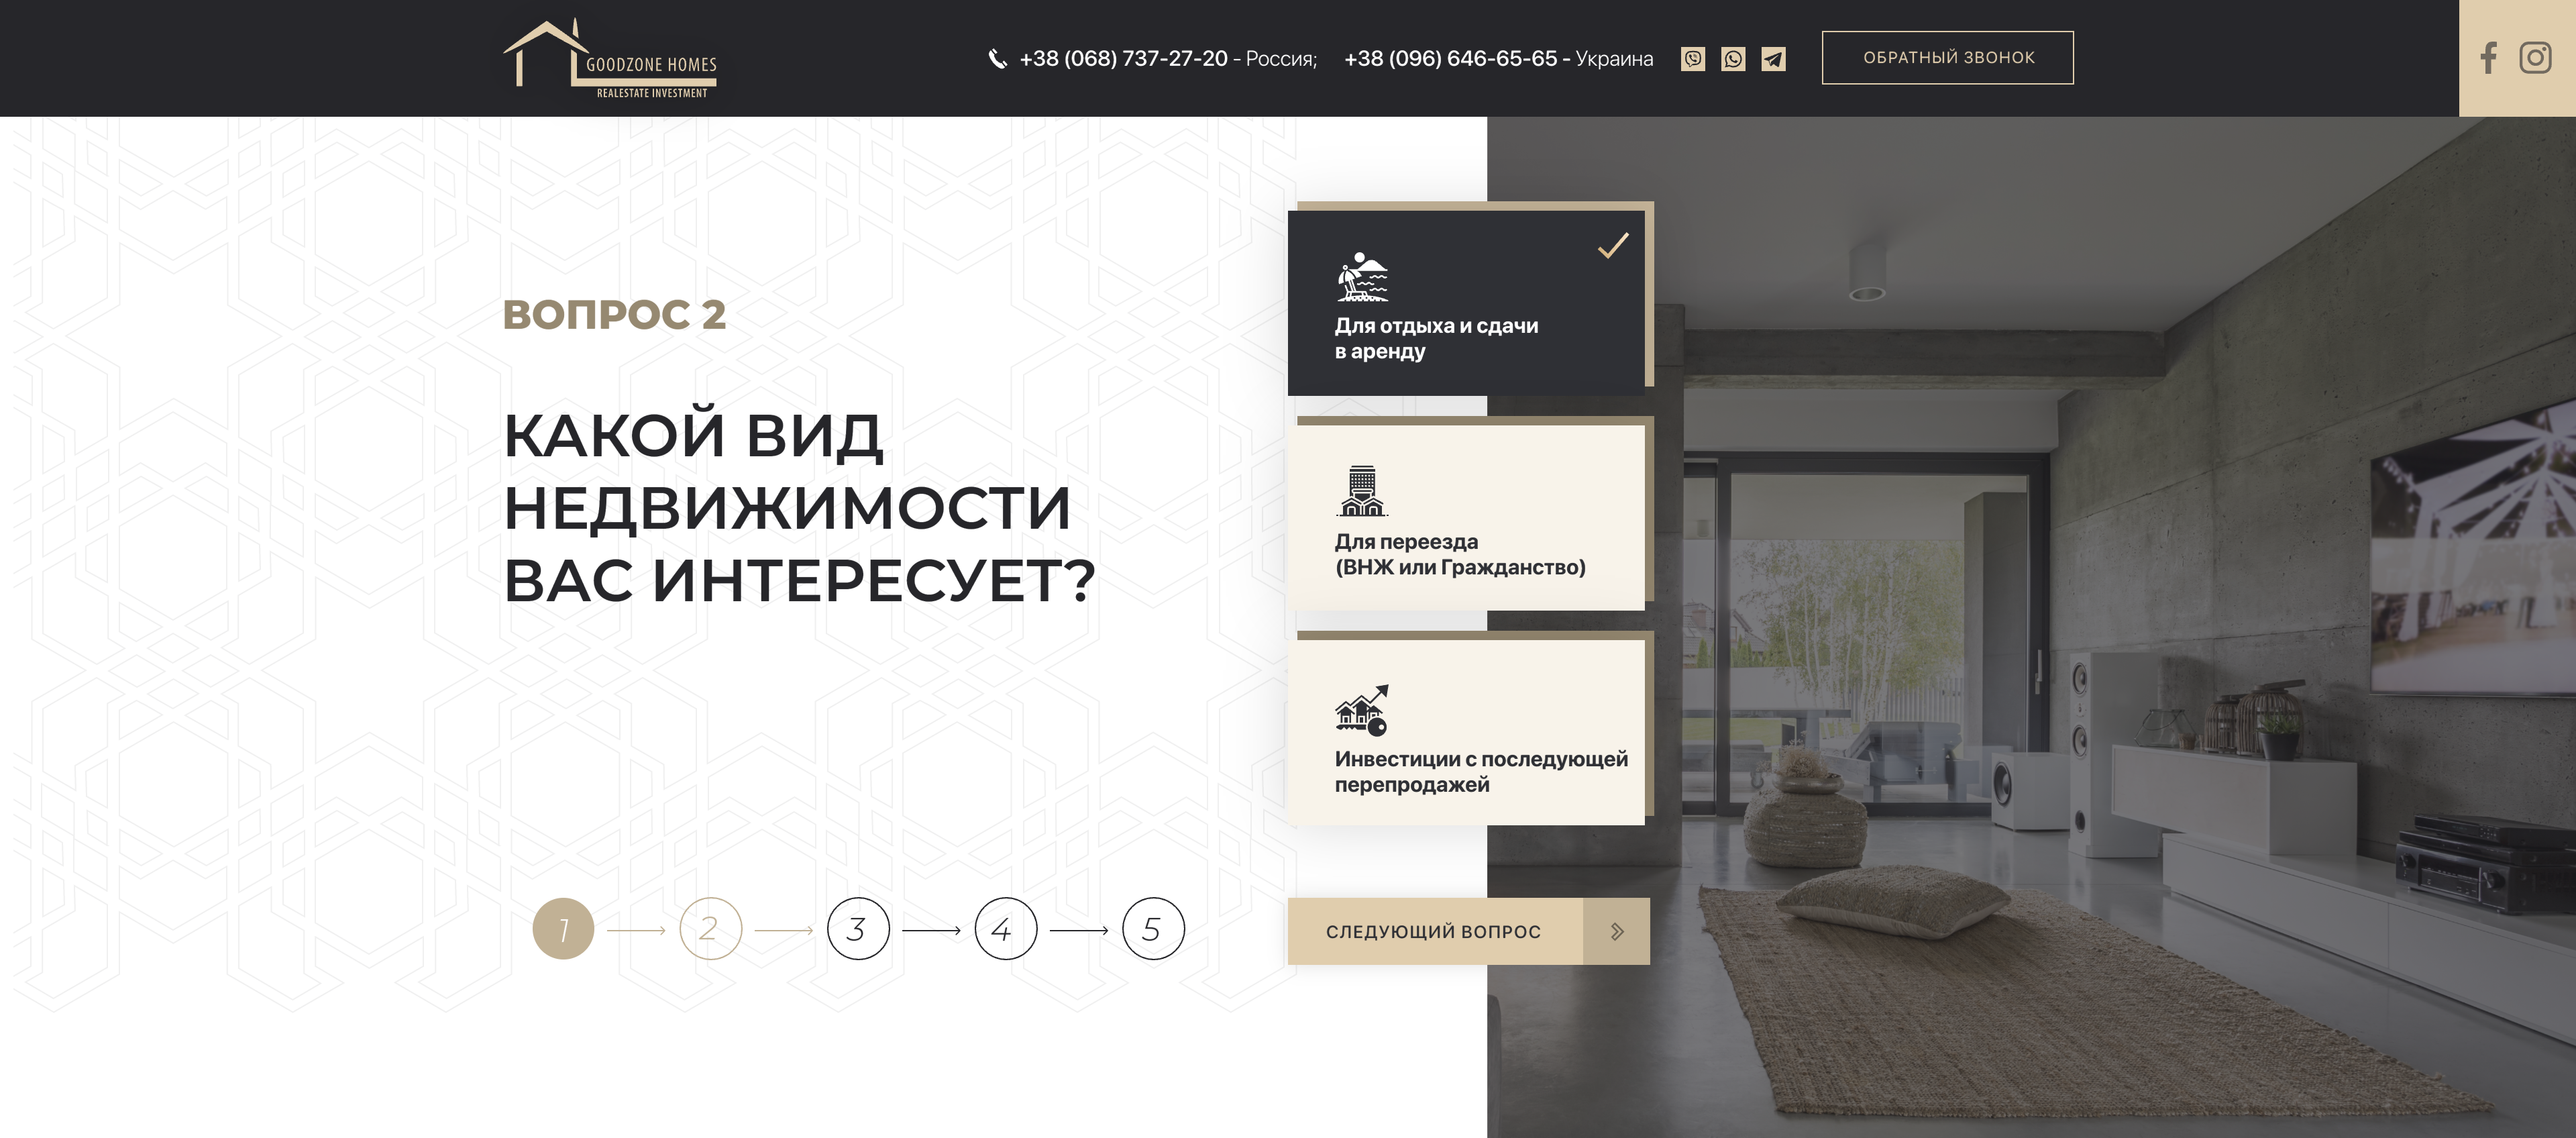 GOODZONE HOMES
REALESTATE INVESTMENT
+38 (068) 737-27-20 - Россия;
+38 (096) 646-65-65 - Украина
ОБРАТНЫЙ ЗВОНОК
ВОПРОС 2
КАКОЙ ВИД
НЕДВИЖИМОСТИ
ВАС ИНТЕРЕСУЕТ?
Для отдыха и сдачи
в аренду
Для переезда
(ВНЖ или Гражданство)
Инвестиции с последующей
перепродажей
1
2
3
4
5
СЛЕДУЮЩИЙ ВОПРОС